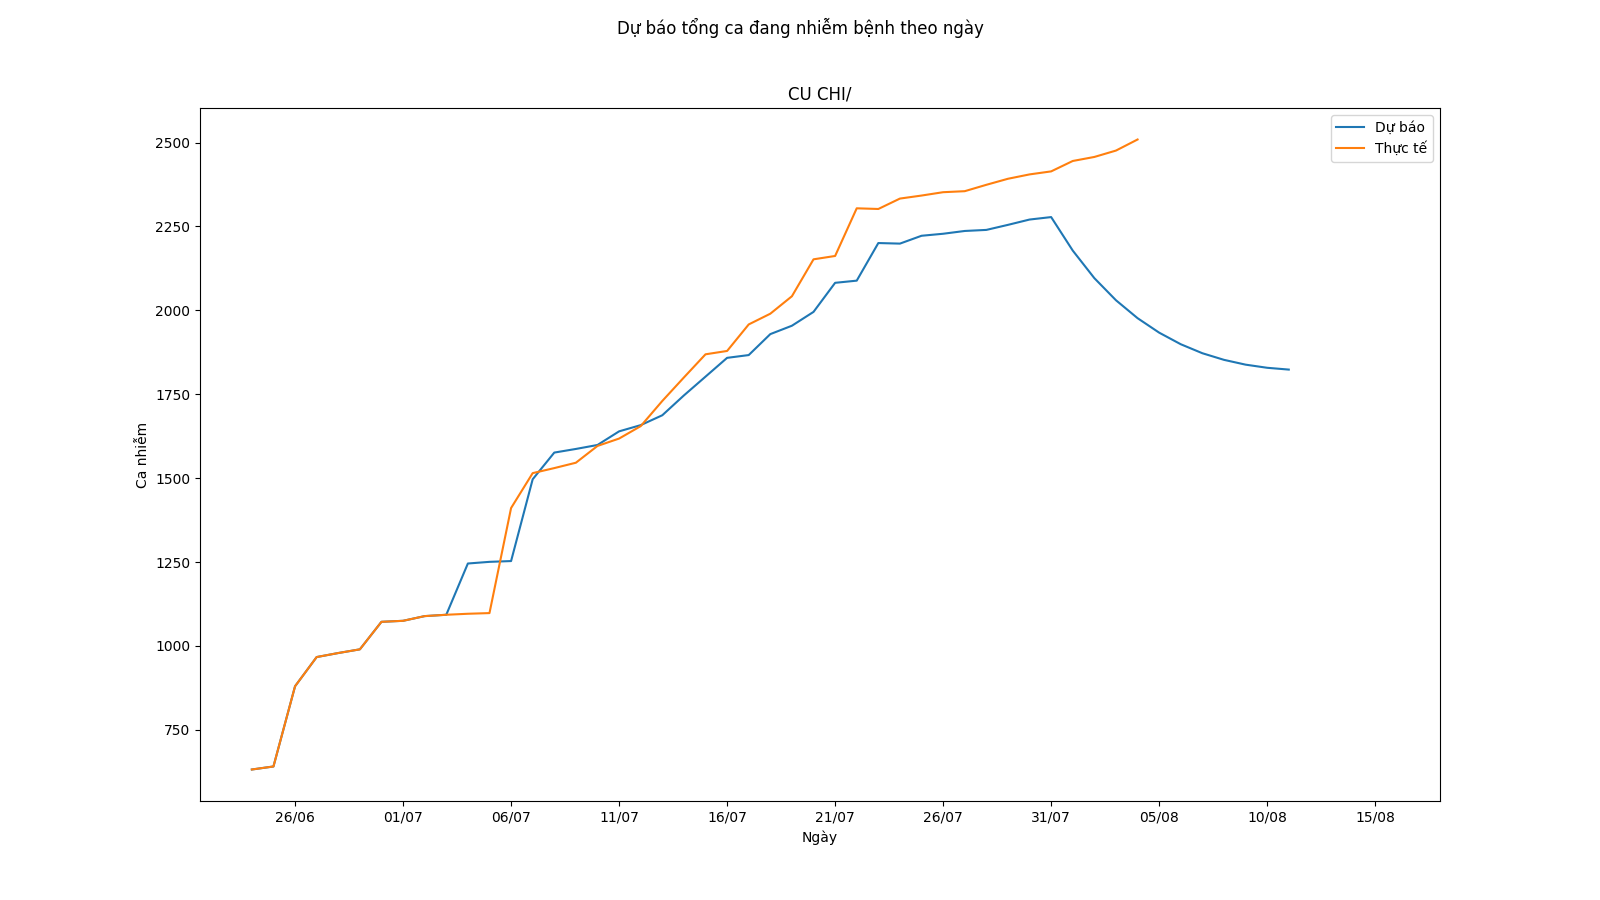 Dự báo tổng ca đang nhiễm bệnh theo ngày
CU CHI/
Dự báo
Thực tế
2500
2250
2000
1750
1500
1250
1000
750
Ca nhiễm
26/06 01/07 06/07 11/07 16/07 21/07 26/07 31/07 05/08 10/08 15/08
Ngày